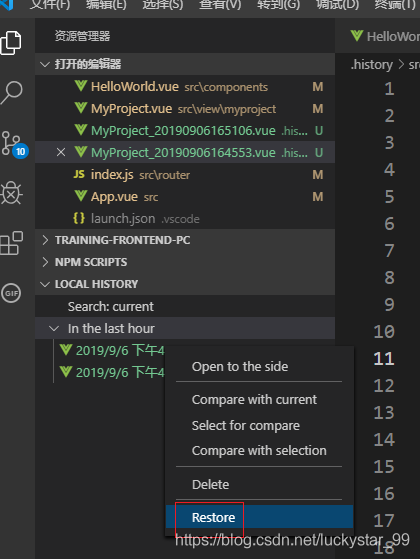 文件(F) 编辑(E) 选择(S) 查看(V) 转到(G) 调试(D) 终端(T)
资源管理器
HelloWor
打开的编辑器
.history › sr
HelloWorld.vue src\components M
MyProject.vue src\view\myproject M
MyProject_20190906165106.vue .his... U
MyProject_20190906164553.vue .his... U
index.js src\router M
App.vue src M
launch.json .vscode
TRAINING-FRONTEND-PC
NPM SCRIPTS
LOCAL HISTORY
Search: current
In the last hour
2019/9/6 下午4
2019/9/6 下午4
10
GIF
JS
{ }
Open to the side
Compare with current
Select for compare
Compare with selection
Delete
Restore
1
2
3
4
5
6
7
8
9
10
11
12
13
14
15
16
17
18
https://blog.csdn.net/luckystar_99